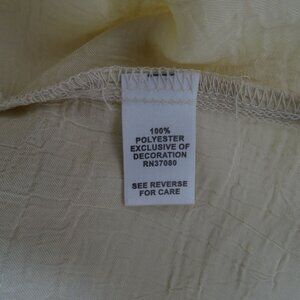 100%
POLYESTER
EXCLUSIVE OF
DECORATION
RN37080
SEE REVERSE
FOR CARE